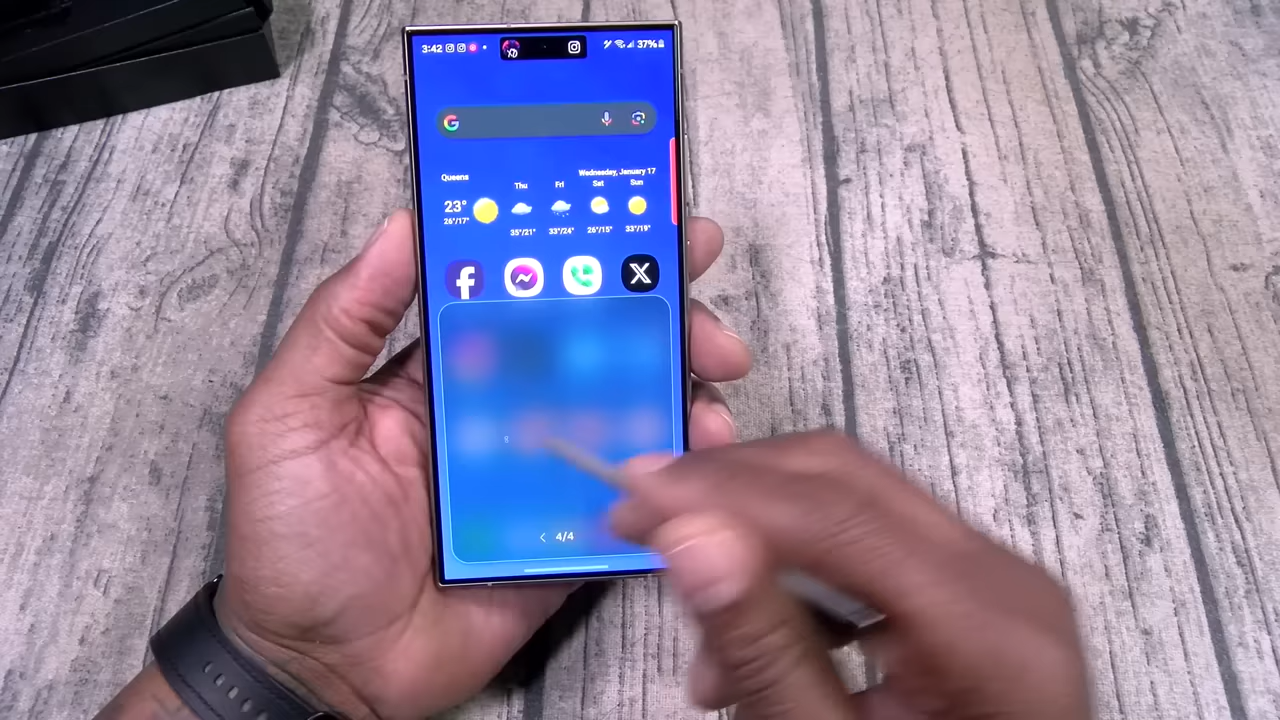 3:42
37%
G
Queens
Wednesday, January 17
Thu Fri Sat Sun
23°
26°/17°
35°/21° 33°/24° 26°/15° 33°/19°
f X
8
< 4/4